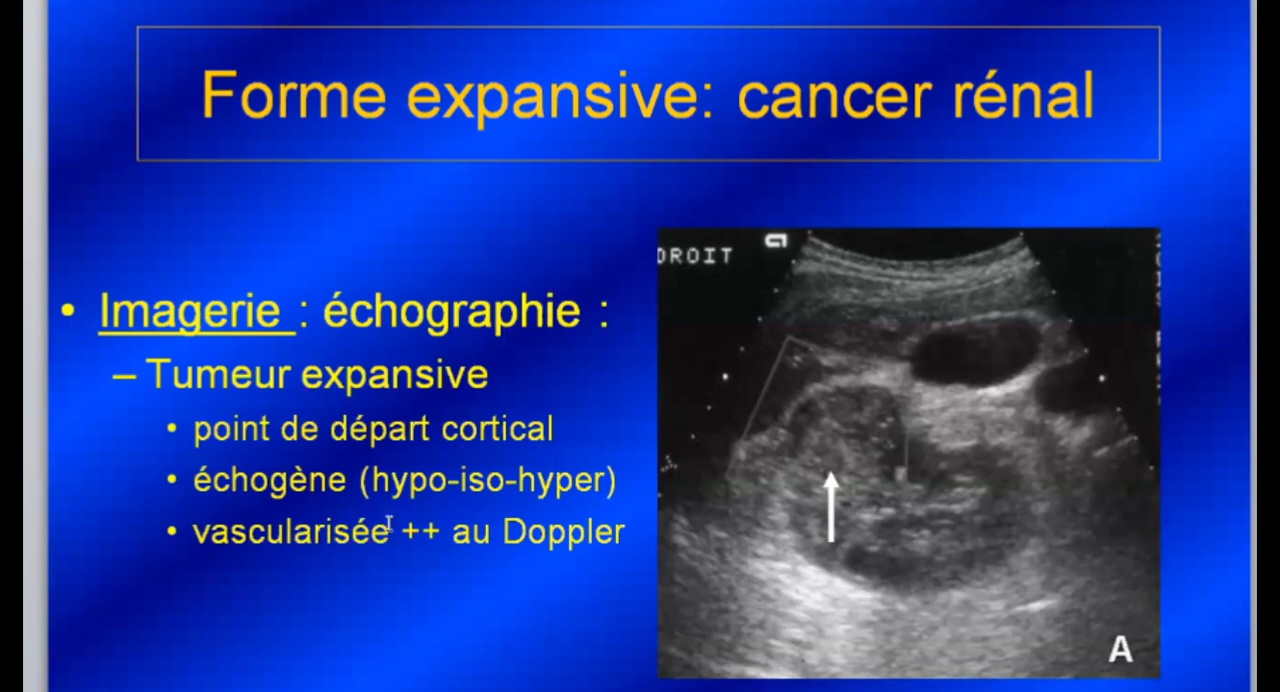 Forme expansive: cancer rénal
• Imagerie : échographie :
– Tumeur expansive
• point de départ cortical
• échogène (hypo-iso-hyper)
• vascularisée ++ au Doppler
DROIT
A